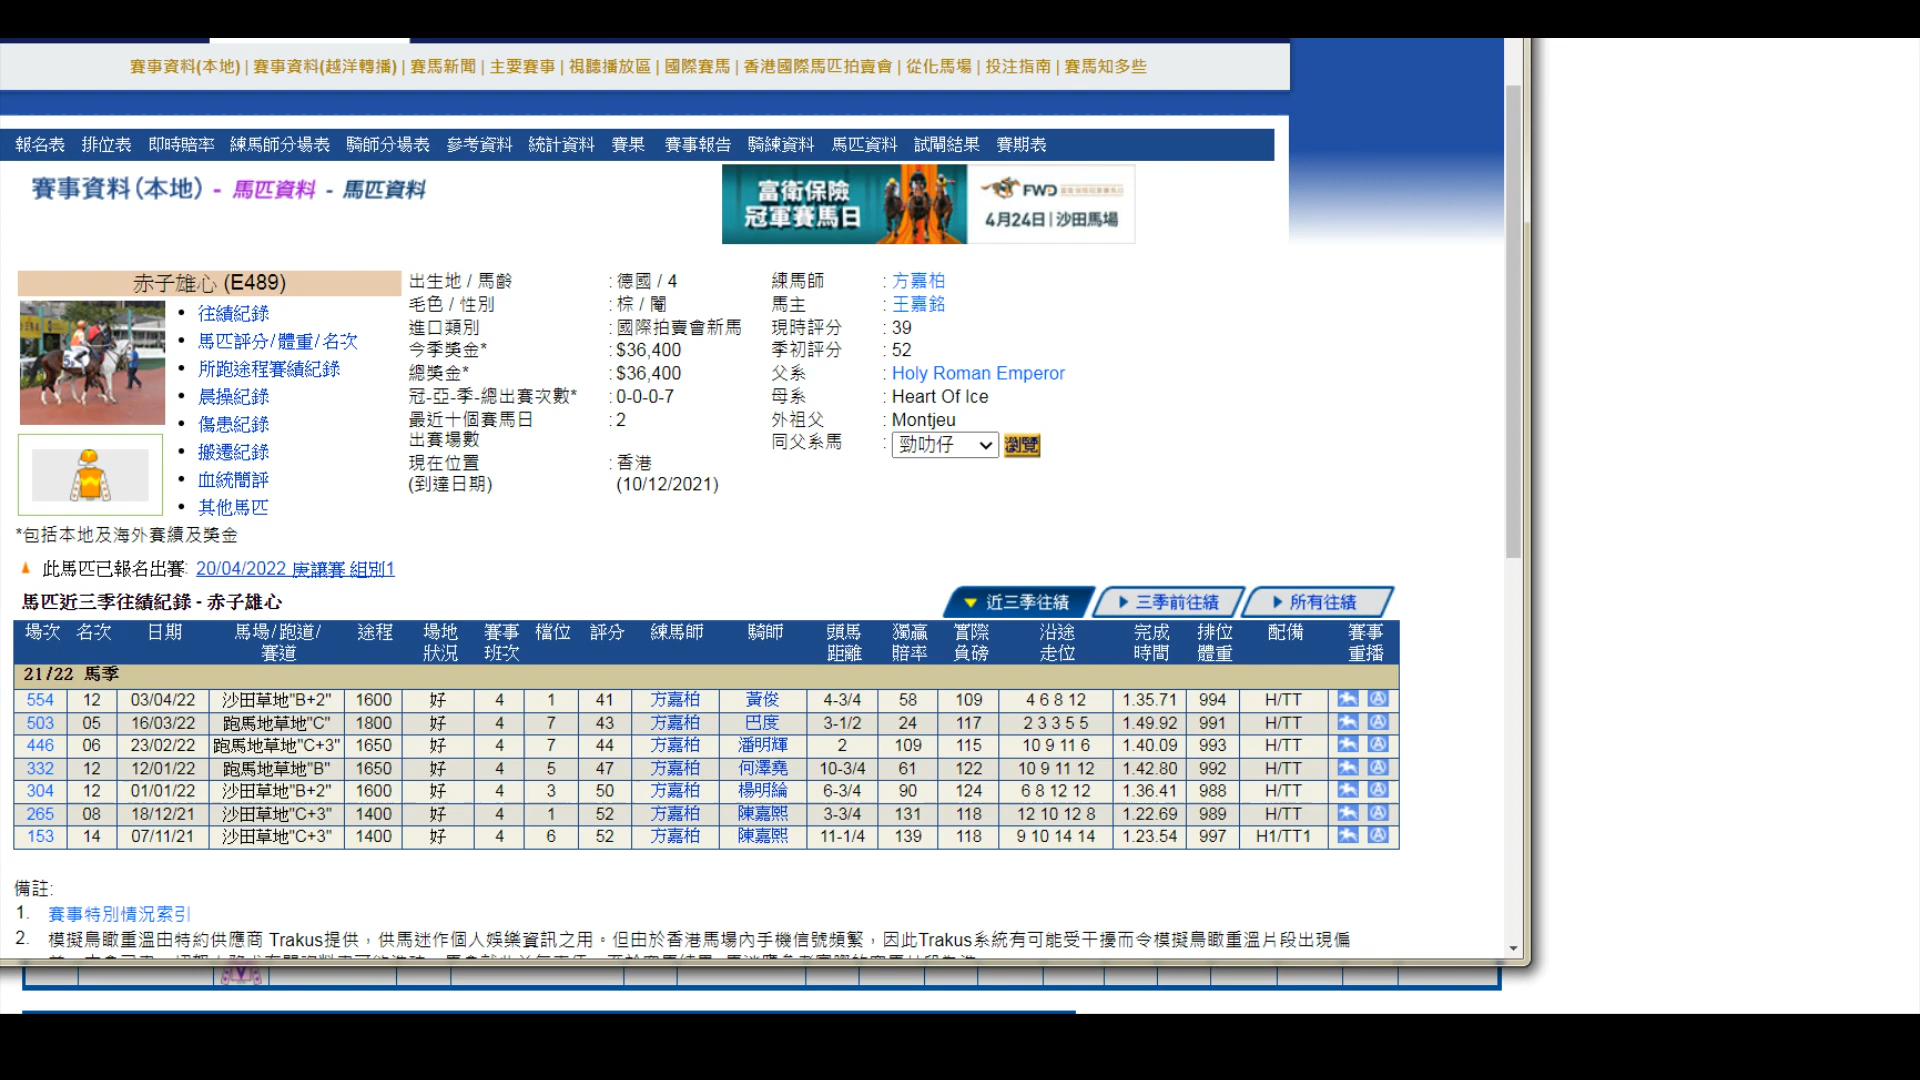 賽事資料(本地) | 賽事資料(越洋轉播) | 賽馬新聞 | 主要賽事 | 視聽播放區 | 國際賽馬 | 香港國際馬匹拍賣會 | 從化馬場 | 投注指南 | 賽馬知多些
報名表 排位表 即時賠率 練馬師分場表 騎師分場表 參考資料 統計資料 賽果 賽事報告 騎練資料 馬匹資料 試閘結果 賽期表
賽事資料(本地) - 馬匹資料 - 馬匹資料
富衛保險
冠軍賽馬日
FWD
4月24日 | 沙田馬場
赤子雄心 (E489)
• 往績紀錄
• 馬匹評分/體重/名次
• 所跑途程賽績紀錄
• 晨操紀錄
• 傷患紀錄
• 搬遷紀錄
• 血統簡評
• 其他馬匹
出生地 / 馬齡 : 德國 / 4
毛色 / 性別 : 棕 / 閹
進口類別 : 國際拍賣會新馬
今季獎金* : $36,400
總獎金* : $36,400
冠-亞-季-總出賽次數* : 0-0-0-7
最近十個賽馬日 : 2
出賽場數
現在位置 : 香港
(到達日期) (10/12/2021)
練馬師 : 方嘉柏
馬主 : 王嘉銘
現時評分 : 39
季初評分 : 52
父系 : Holy Roman Emperor
母系 : Heart Of Ice
外祖父 : Montjeu
同父系馬 : 勁叻仔 瀏覽
*包括本地及海外賽績及獎金
此馬匹已報名出賽: 20/04/2022 庚讓賽 組別1
馬匹近三季往績紀錄 - 赤子雄心
近三季往績 三季前往績 所有往績
場次 名次 日期 馬場/跑道/賽道 途程 場地狀況 賽事班次 檔位 評分 練馬師 騎師 頭馬距離 獨贏賠率 實際負磅 沿途走位 完成時間 排位體重 配備 賽事重播
21/22 馬季
554 12 03/04/22 沙田草地"B+2" 1600 好 4 1 41 方嘉柏 黃俊 4-3/4 58 109 4 6 8 12 1.35.71 994 H/TT
503 05 16/03/22 跑馬地草地"C" 1800 好 4 7 43 方嘉柏 巴度 3-1/2 24 117 2 3 3 5 5 1.49.92 991 H/TT
446 06 23/02/22 跑馬地草地"C+3" 1650 好 4 7 44 方嘉柏 潘明輝 2 109 115 10 9 11 6 1.40.09 993 H/TT
332 12 12/01/22 跑馬地草地"B" 1650 好 4 5 47 方嘉柏 何澤堯 10-3/4 61 122 10 9 11 12 1.42.80 992 H/TT
304 12 01/01/22 沙田草地"B+2" 1600 好 4 3 50 方嘉柏 楊明綸 6-3/4 90 124 6 8 12 12 1.36.41 988 H/TT
265 08 18/12/21 沙田草地"C+3" 1400 好 4 1 52 方嘉柏 陳嘉熙 3-3/4 131 118 12 10 12 8 1.22.69 989 H/TT
153 14 07/11/21 沙田草地"C+3" 1400 好 4 6 52 方嘉柏 陳嘉熙 11-1/4 139 118 9 10 14 14 1.23.54 997 H1/TT1
備註:
1. 賽事特別情況索引
2. 模擬鳥瞰重溫由特約供應商 Trakus提供，供馬迷作個人娛樂資訊之用。但由於香港馬場內手機信號頻繁，因此Trakus系統有可能受干擾而令模擬鳥瞰重溫片段出現偏